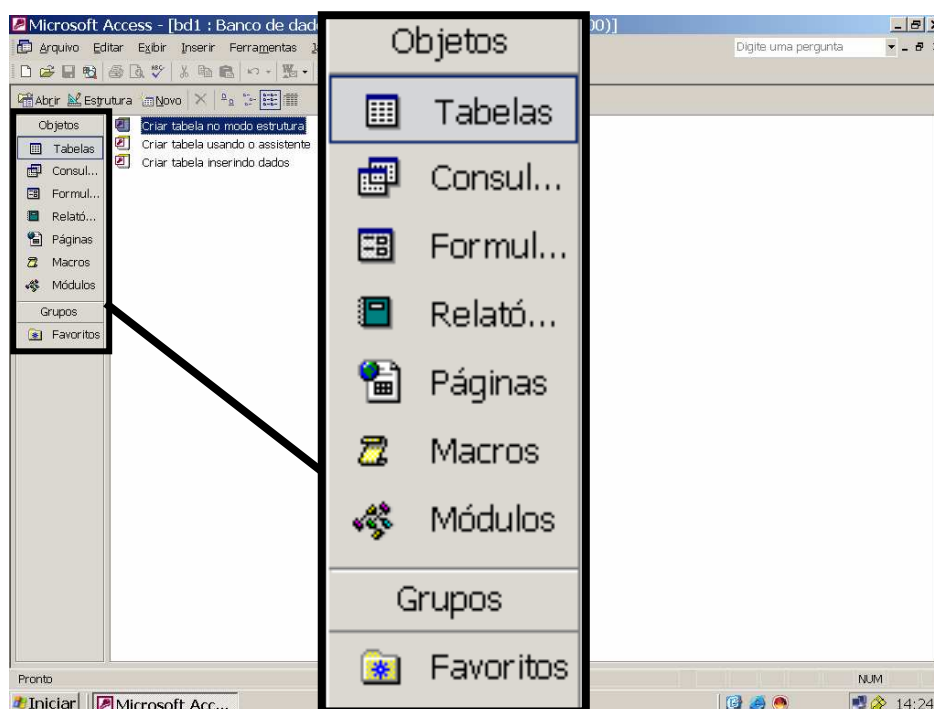 Microsoft Access - [bd1 : Banco de dad 00)]
Arquivo Editar Exibir Inserir Ferramentas
Digite uma pergunta
Abrir Estrutura Novo
Objetos
Tabelas
Consul...
Formul...
Relató...
Páginas
Macros
Módulos
Grupos
Favoritos
Criar tabela no modo estrutura
Criar tabela usando o assistente
Criar tabela inserindo dados
Objetos
Tabelas
Consul...
Formul...
Relató...
Páginas
Macros
Módulos
Grupos
Favoritos
Pronto
NUM
Iniciar
Microsoft Acc...
14:24